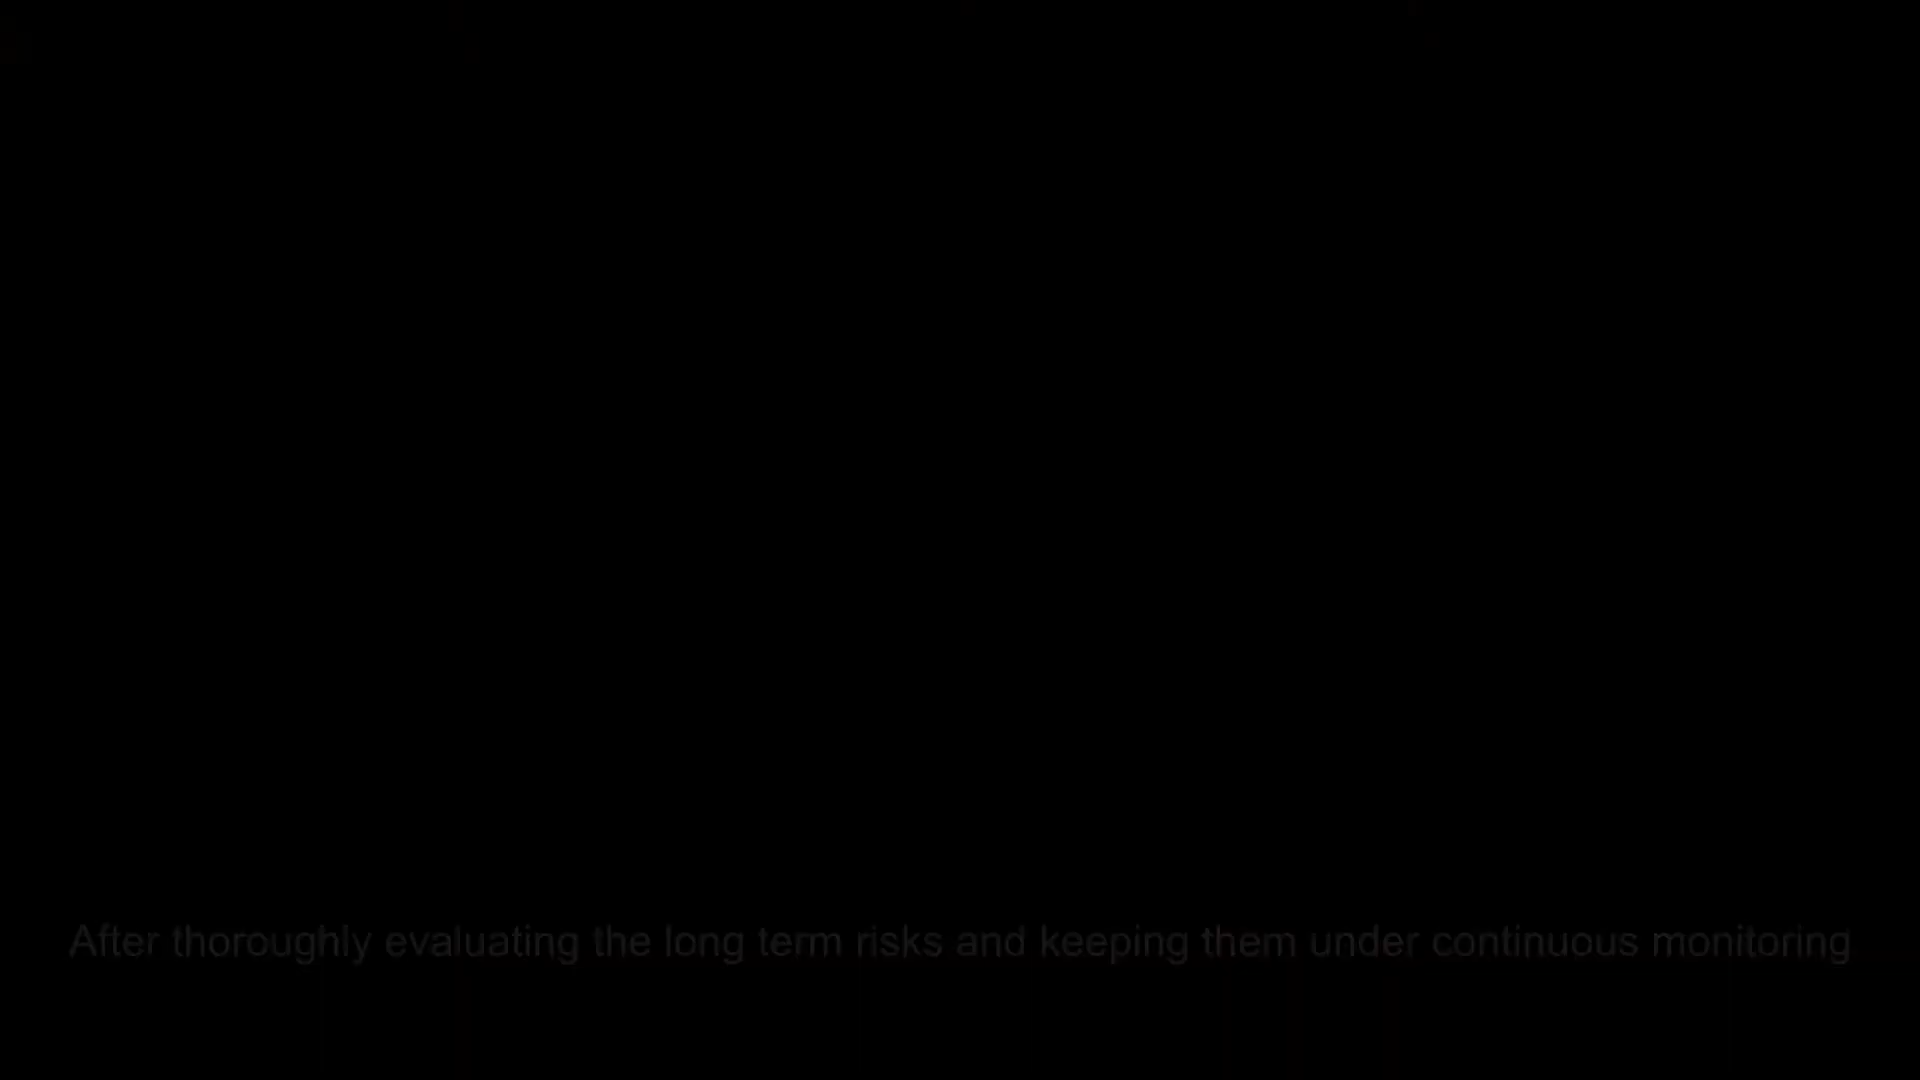 After thoroughly evaluating the long term risks and keeping them under continuous monitoring